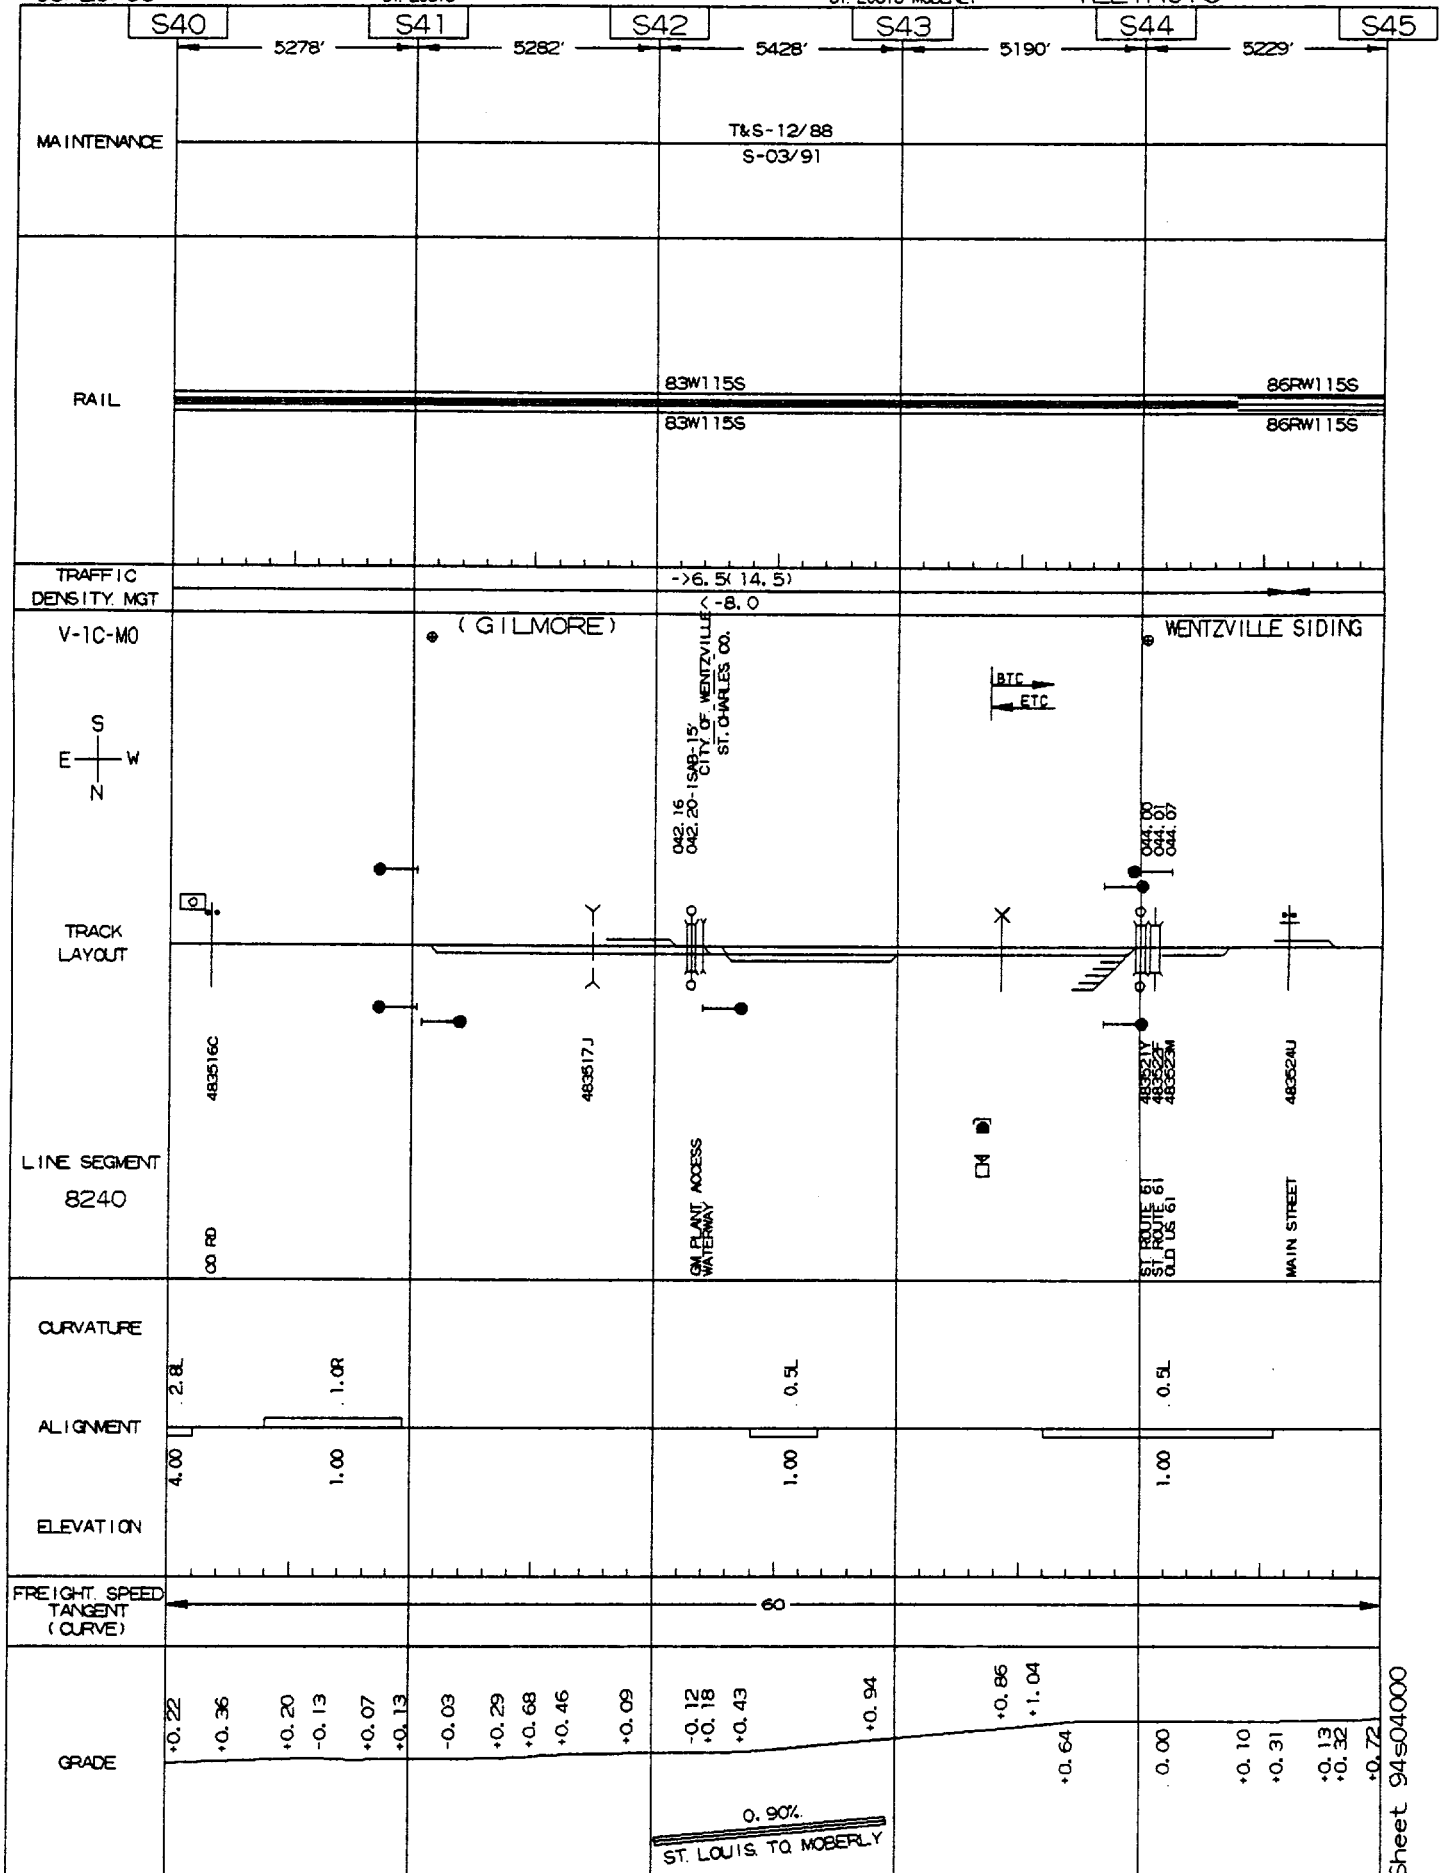 S40 S41 S42 S43 S44 S45
5278' 5282' 5428' 5190' 5229'
MAINTENANCE
T&S-12/88
S-03/91
RAIL
83W115S 86RW115S
83W115S 86RW115S
TRAFFIC
DENSITY. MGT
->6.5(14.5)
<-8.0
V-1C-MO
(GILMORE)
WENTZVILLE SIDING
CITY OF WENTZVILLE
ST. CHARLES CO.
BTC
ETC
S
E W
N
042.16
042.20-1SAB-15'
044.00
044.01
044.07
TRACK
LAYOUT
483516C
483517J
483521Y
483522F
483523M
483524U
LINE SEGMENT
8240
CO RD
GM PLANT ACCESS
WATERWAY
ST ROUTE 61
ST ROUTE 61
OLD US 61
MAIN STREET
CURVATURE
2.8L 1.0R 0.5L 0.5L
ALIGNMENT
4.00 1.00 1.00 1.00
ELEVATION
FREIGHT. SPEED
TANGENT
(CURVE)
60
GRADE
+0.22 +0.36 +0.20 -0.13 +0.07 +0.13 -0.03 +0.29 +0.68 +0.46 +0.09 -0.12 +0.18 +0.43 +0.94 +0.86 +1.04
+0.64 0.00 +0.10 +0.31 +0.13 +0.32 +0.72
0.90%
ST. LOUIS TO MOBERLY
Sheet 94s04000